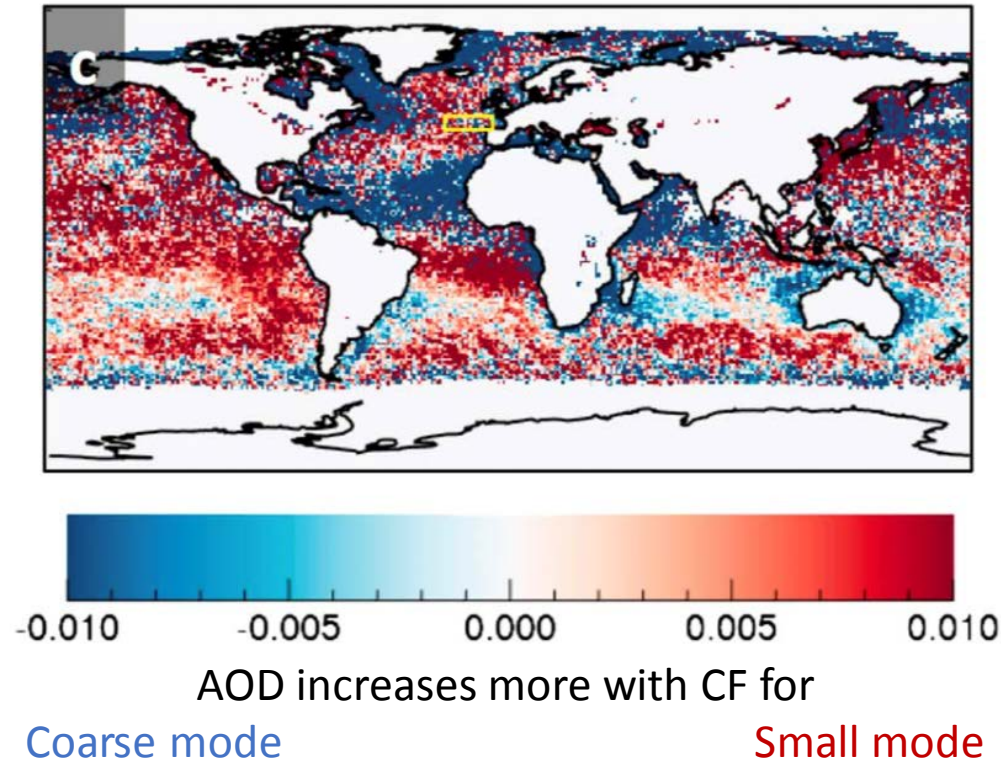 C
-0.010 -0.005 0.000 0.005 0.010
AOD increases more with CF for
Coarse mode Small mode